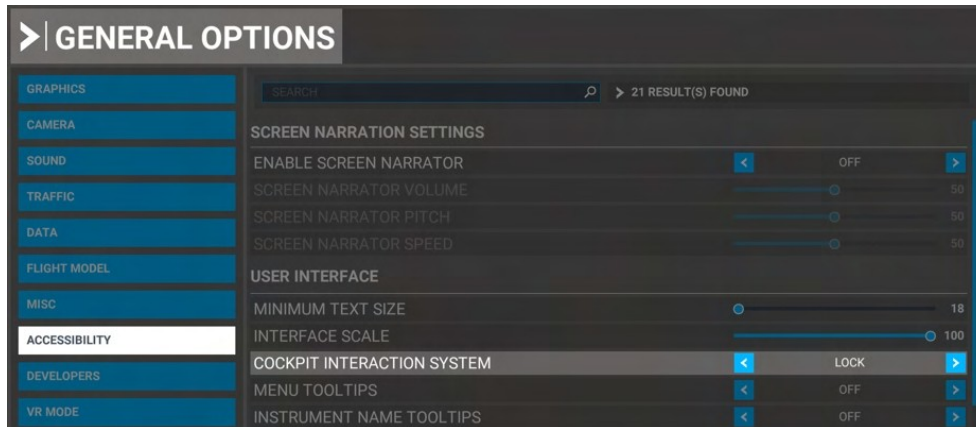 GENERAL OPTIONS
GRAPHICS
CAMERA
SOUND
TRAFFIC
DATA
FLIGHT MODEL
MISC
ACCESSIBILITY
DEVELOPERS
VR MODE
SEARCH
21 RESULT(S) FOUND
SCREEN NARRATION SETTINGS
ENABLE SCREEN NARRATOR OFF
SCREEN NARRATOR VOLUME 50
SCREEN NARRATOR PITCH 50
SCREEN NARRATOR SPEED 50
USER INTERFACE
MINIMUM TEXT SIZE 18
INTERFACE SCALE 100
COCKPIT INTERACTION SYSTEM LOCK
MENU TOOLTIPS OFF
INSTRUMENT NAME TOOLTIPS OFF